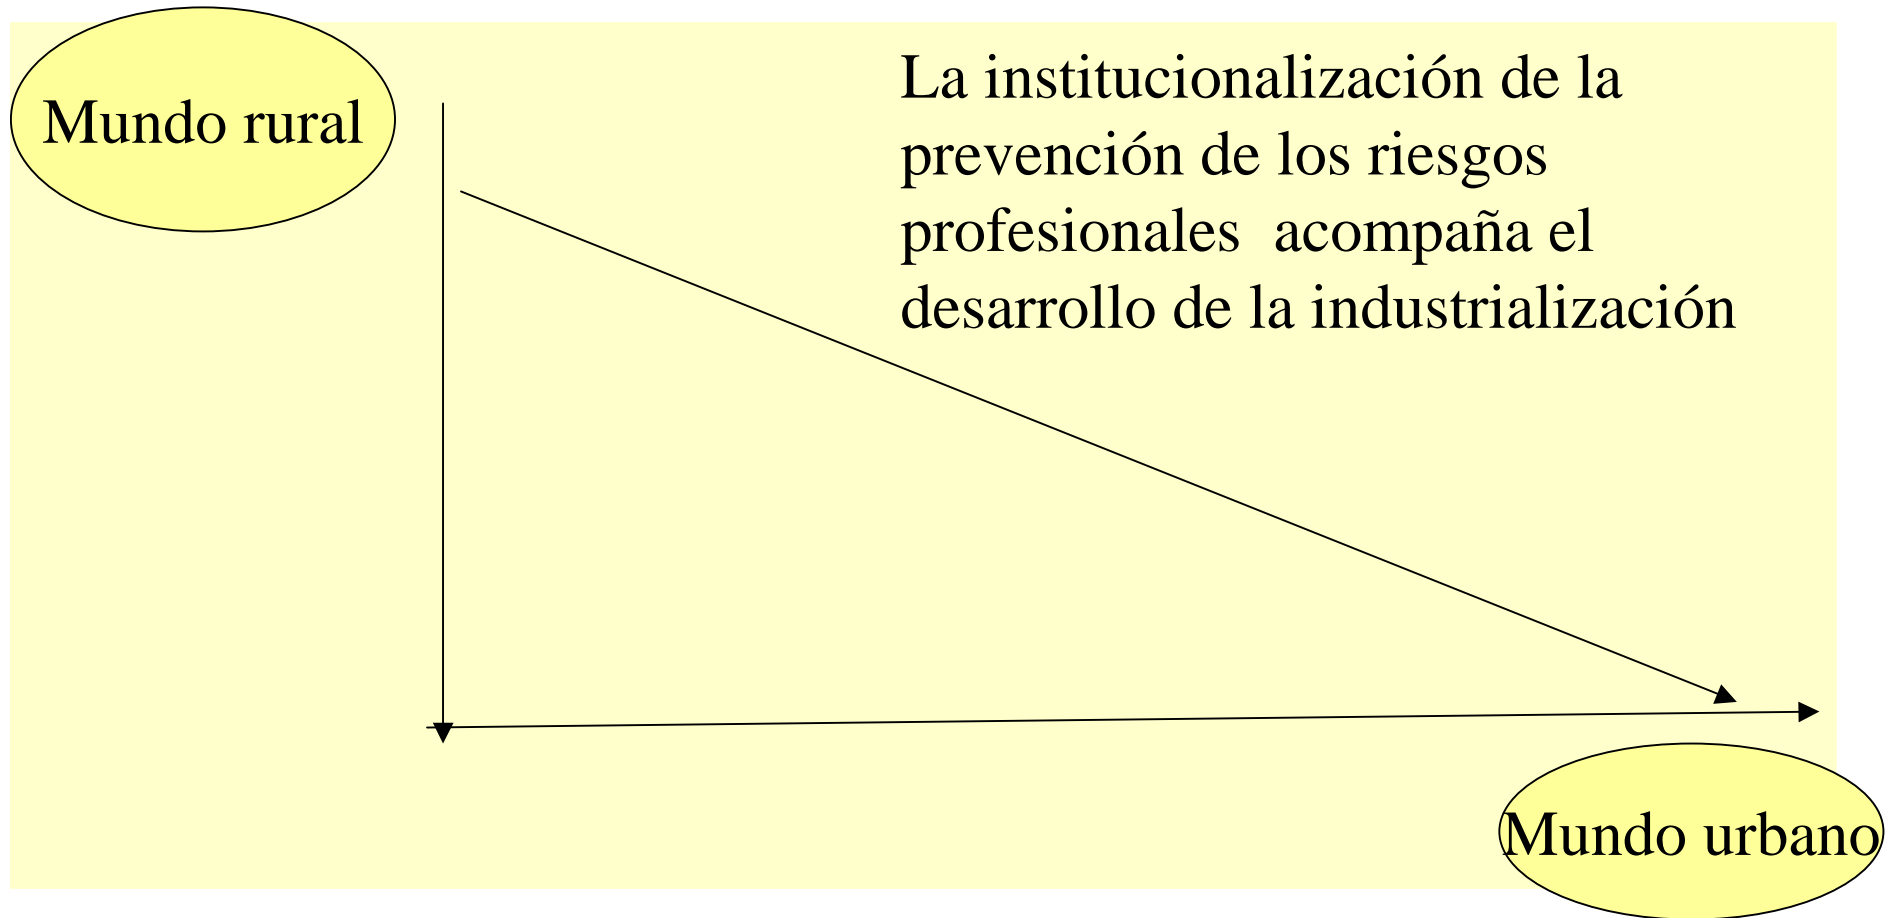 Mundo rural
La institucionalización de la
prevención de los riesgos
profesionales  acompaña el
desarrollo de la industrialización
Mundo urbano